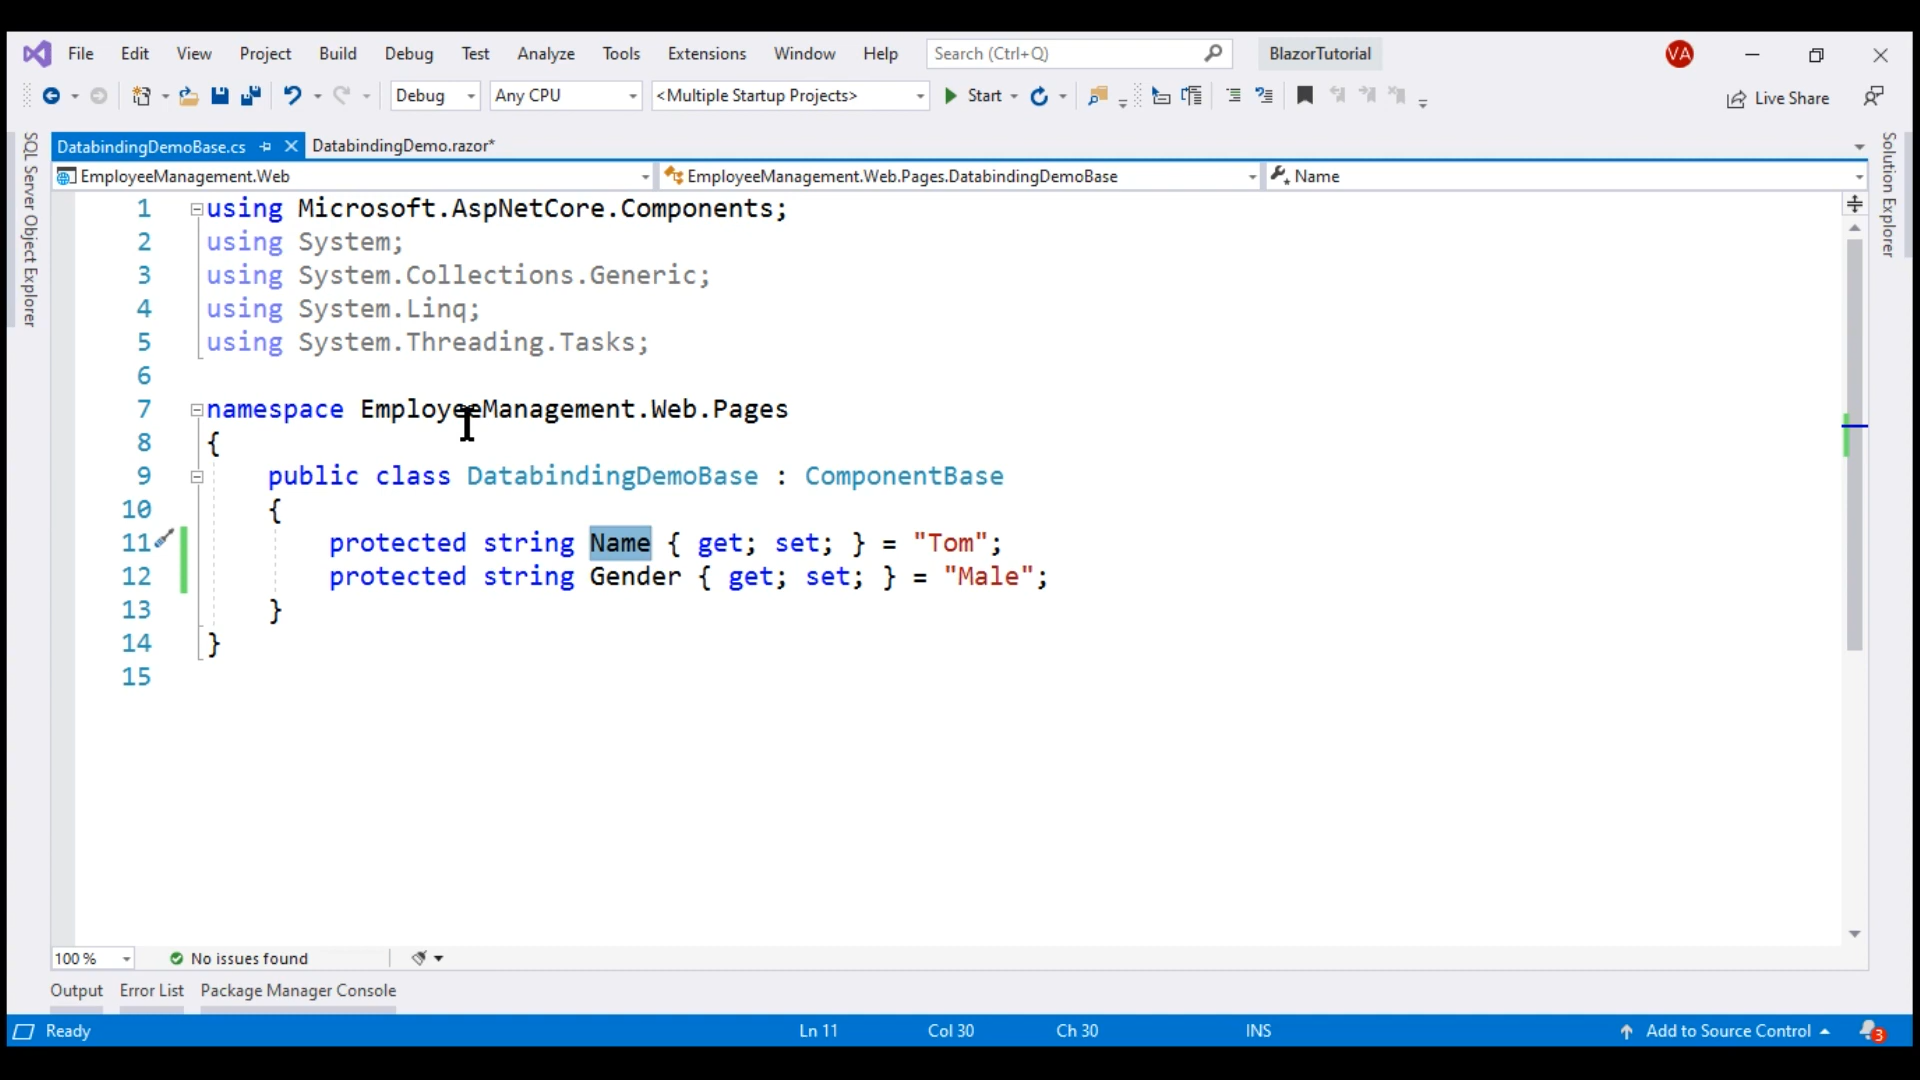 File Edit View Project Build Debug Test Analyze Tools Extensions Window Help Search (Ctrl+Q) BlazorTutorial VA
Debug Any CPU <Multiple Startup Projects> Start Live Share
SQL Server Object Explorer
Solution Explorer
DatabindingDemoBase.cs DatabindingDemo.razor*
EmployeeManagement.Web EmployeeManagement.Web.Pages.DatabindingDemoBase Name
1 using Microsoft.AspNetCore.Components;
2 using System;
3 using System.Collections.Generic;
4 using System.Linq;
5 using System.Threading.Tasks;
6
7 namespace EmployeeManagement.Web.Pages
8 {
9 public class DatabindingDemoBase : ComponentBase
10 {
11 protected string Name { get; set; } = "Tom";
12 protected string Gender { get; set; } = "Male";
13 }
14 }
15
100 % No issues found
Output Error List Package Manager Console
Ready Ln 11 Col 30 Ch 30 INS Add to Source Control 3